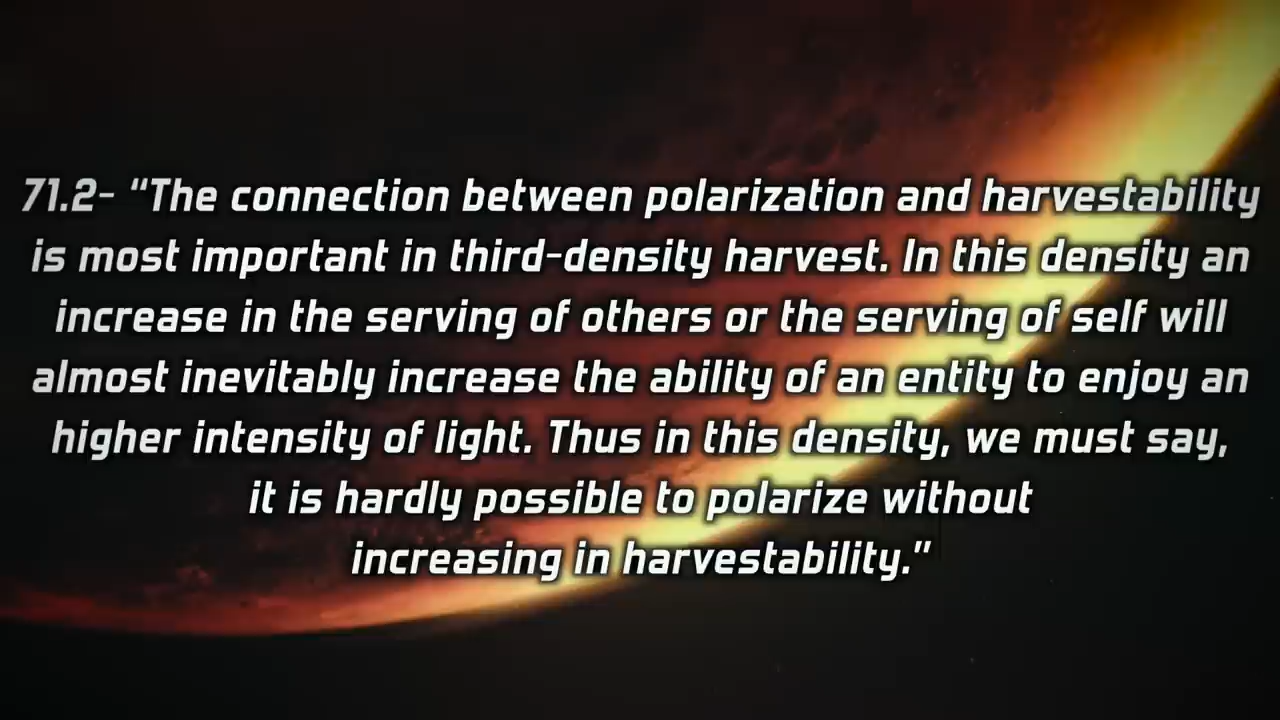 71.2- “The connection between polarization and harvestability
is most important in third-density harvest. In this density an
increase in the serving of others or the serving of self will
almost inevitably increase the ability of an entity to enjoy an
higher intensity of light. Thus in this density, we must say,
it is hardly possible to polarize without
increasing in harvestability.”